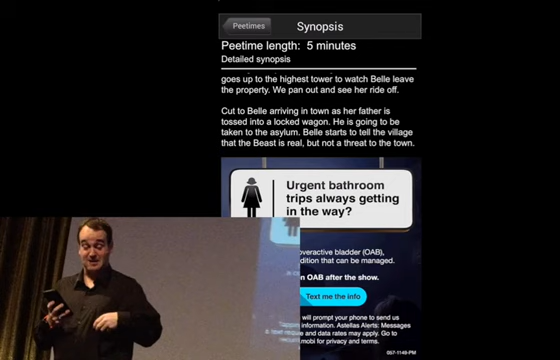 Peetimes
Synopsis
Peetime length: 5 minutes
Detailed synopsis
goes up to the highest tower to watch Belle leave
the property. We pan out and see her ride off.
Cut to Belle arriving in town as her father is
tossed into a locked wagon. He is going to be
taken to the asylum. Belle starts to tell the village
that the Beast is real, but not a threat to the town.
Urgent bathroom
trips always getting
in the way?
overactive bladder (OAB),
dition that can be managed.
n OAB after the show.
Text me the info
will prompt your phone to send us
information. Astellas Alerts: Messages
and data rates may apply. Go to
.mobi for privacy and terms.
057-1148-PM